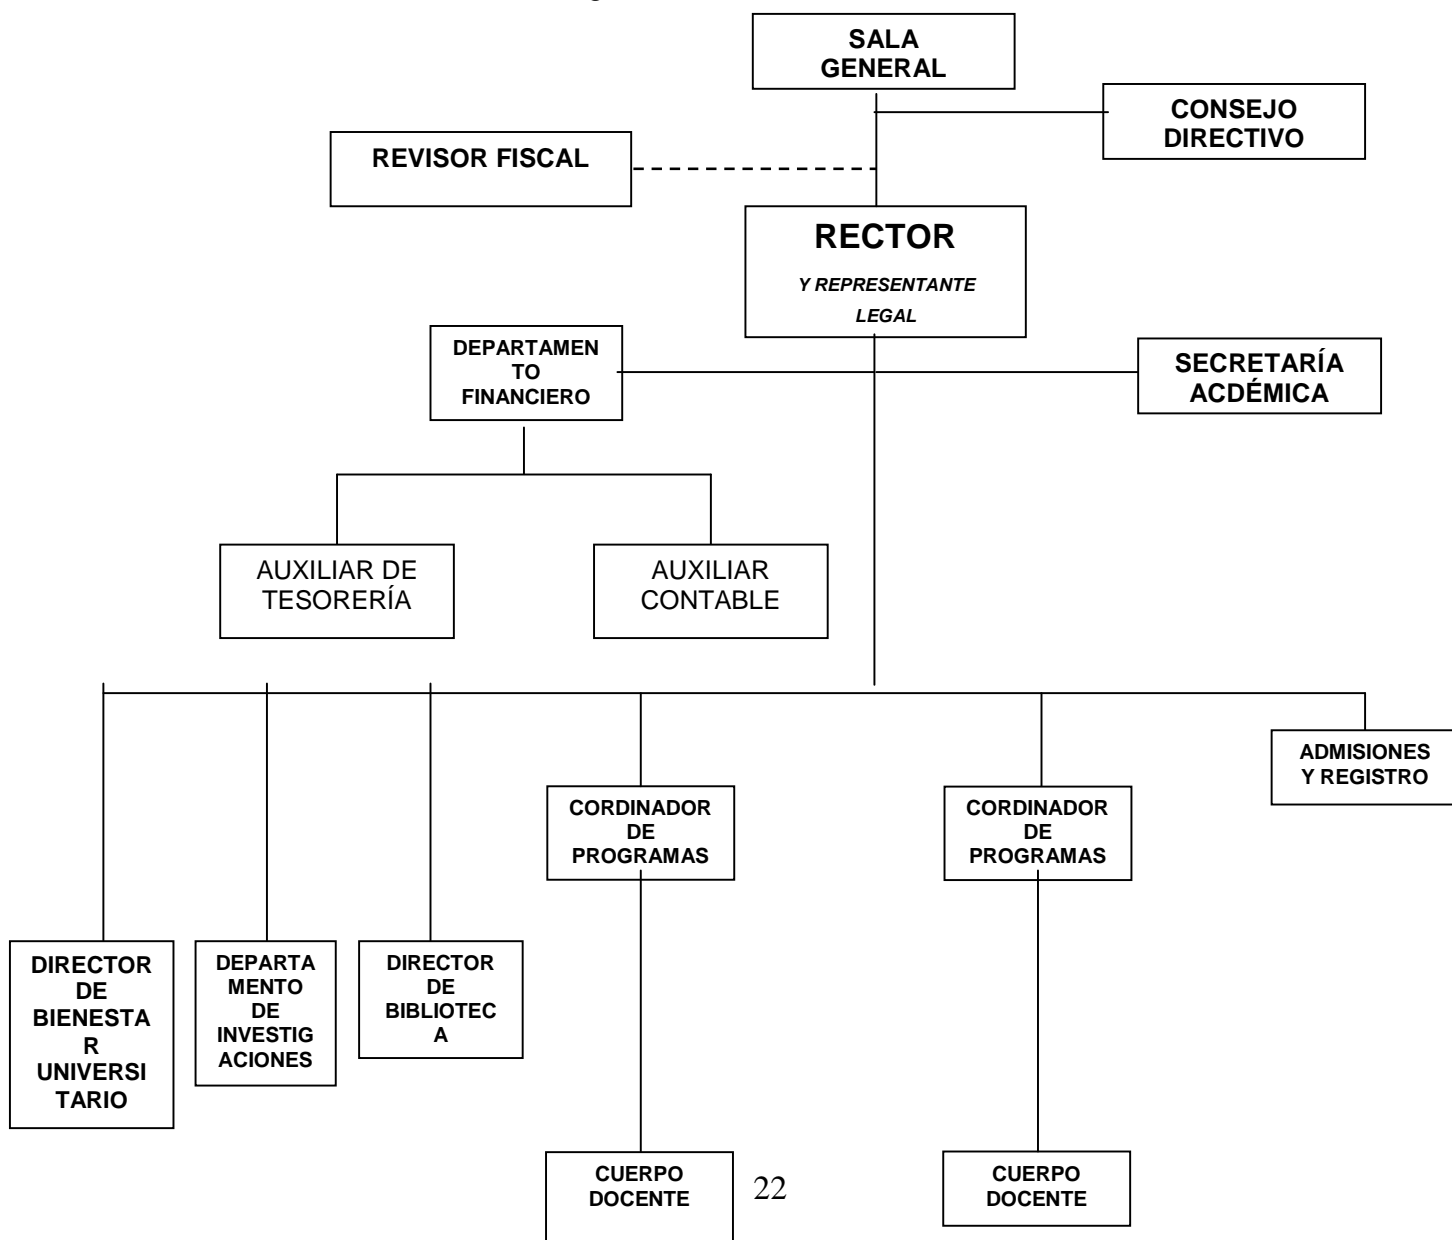 SALA
GENERAL
CONSEJO
DIRECTIVO
REVISOR FISCAL
RECTOR
Y REPRESENTANTE
LEGAL
DEPARTAMEN
TO
FINANCIERO
SECRETARÍA
ACDÉMICA
AUXILIAR DE
TESORERÍA
AUXILIAR
CONTABLE
ADMISIONES
Y REGISTRO
CORDINADOR
DE
PROGRAMAS
CORDINADOR
DE
PROGRAMAS
DIRECTOR
DE
BIENESTA
R
UNIVERSI
TARIO
DEPARTA
MENTO
DE
INVESTIG
ACIONES
DIRECTOR
DE
BIBLIOTEC
A
CUERPO
DOCENTE
22
CUERPO
DOCENTE